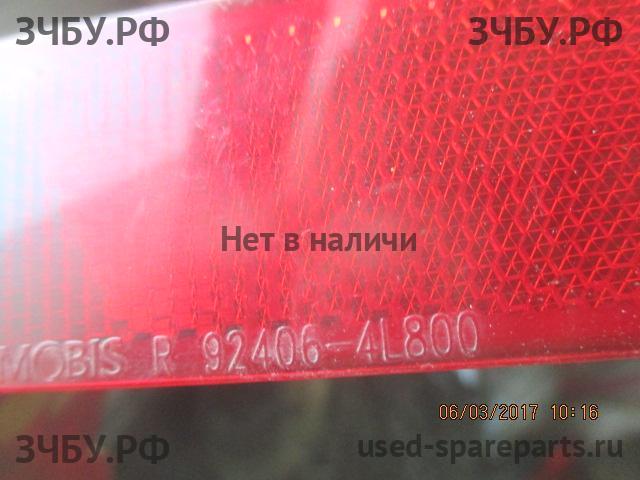 ЗЧБУ.РФ
ЗЧБУ.РФ
Нет в наличи
MOBIS R 92406-4L800
06/03/2017 10:16
ЗЧБУ.РФ
used-spareparts.ru